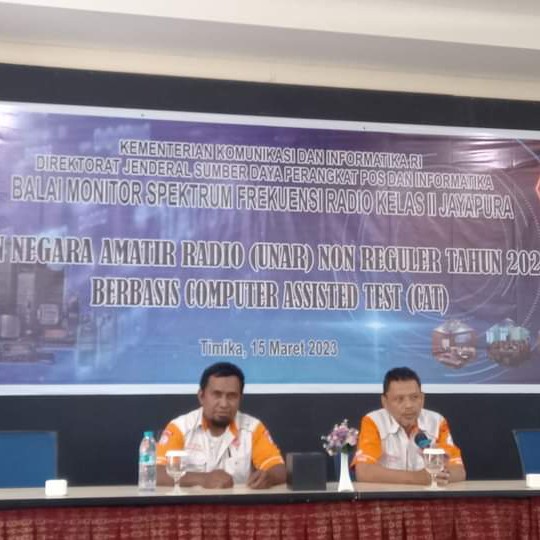 KEMENTERIAN KOMUNIKASI DAN INFORMATIKA RI
DIREKTORAT JENDERAL SUMBER DAYA PERANGKAT POS DAN INFORMATIKA
BALAI MONITOR SPEKTRUM FREKUENSI RADIO KELAS II JAYAPURA
N NEGARA AMATIR RADIO (UNAR) NON REGULER TAHUN 202
BERBASIS COMPUTER ASSISTED TEST (CAT)
Timika, 15 Maret 2023